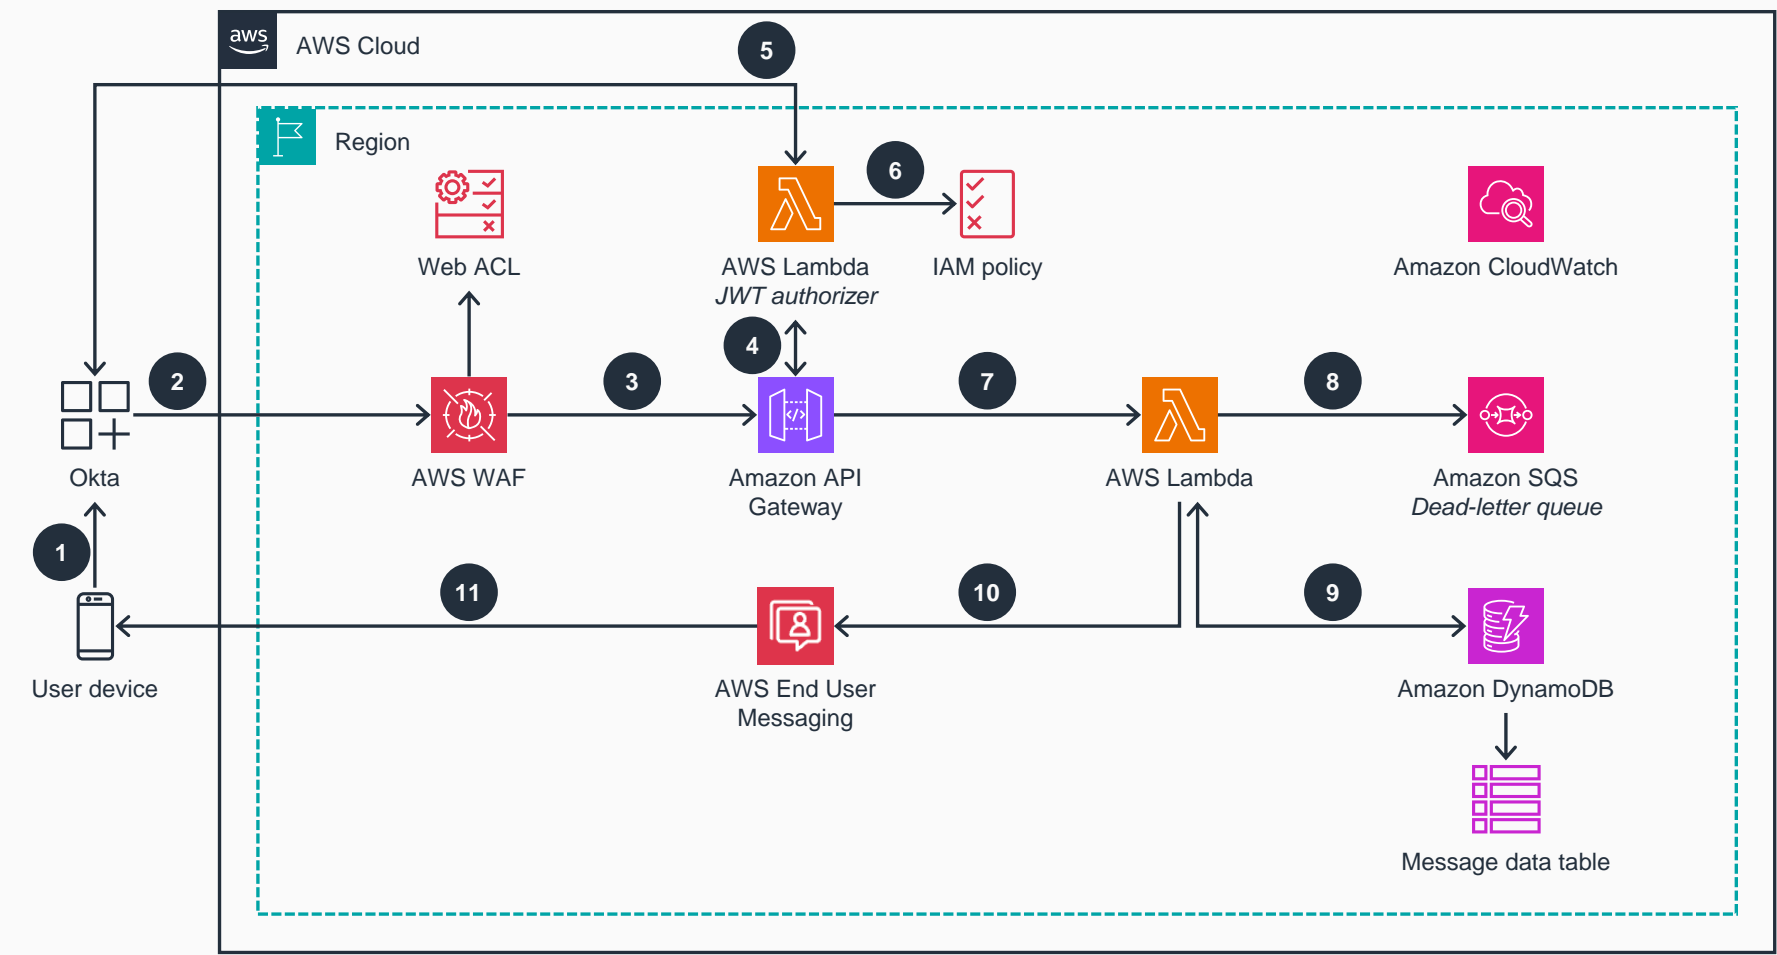 aws
AWS Cloud
5
Region
6
Web ACL
AWS Lambda
JWT authorizer
IAM policy
Amazon CloudWatch
4
2
3
7
8
Okta
AWS WAF
Amazon API
Gateway
AWS Lambda
Amazon SQS
Dead-letter queue
1
11
10
9
User device
AWS End User
Messaging
Amazon DynamoDB
Message data table